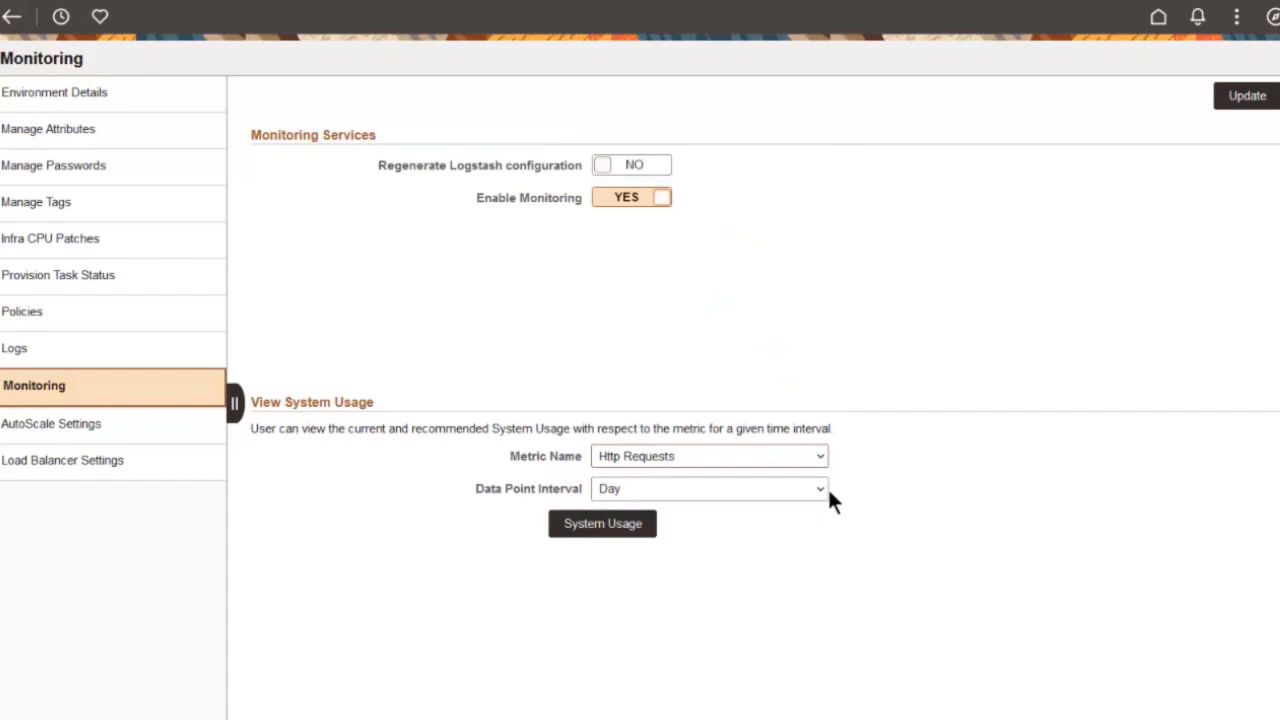 Monitoring
Environment Details
Manage Attributes
Manage Passwords
Manage Tags
Infra CPU Patches
Provision Task Status
Policies
Logs
Monitoring
AutoScale Settings
Load Balancer Settings
Update
Monitoring Services
Regenerate Logstash configuration NO
Enable Monitoring YES
View System Usage
User can view the current and recommended System Usage with respect to the metric for a given time interval.
Metric Name Http Requests
Data Point Interval Day
System Usage